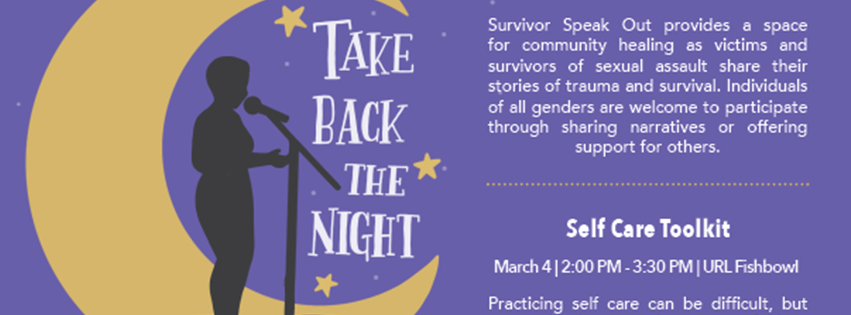 TAKE
BACK
THE
NIGHT
Survivor Speak Out provides a space
for community healing as victims and
survivors of sexual assault share their
stories of trauma and survival. Individuals
of all genders are welcome to participate
through sharing narratives or offering
support for others.
Self Care Toolkit
March 4 | 2:00 PM - 3:30 PM | URL Fishbowl
Practicing self care can be difficult, but